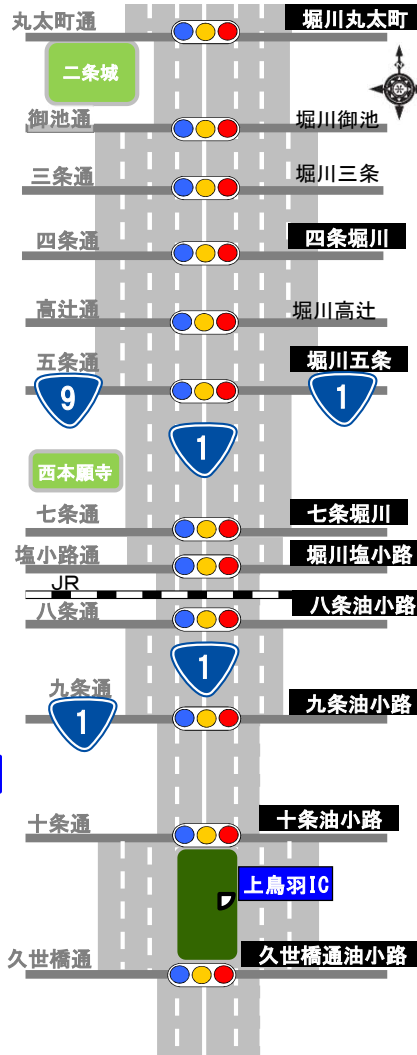 丸太町通
堀川丸太町
二条城
御池通
堀川御池
三条通
堀川三条
四条通
四条堀川
高辻通
堀川高辻
五条通
堀川五条
9
1
1
西本願寺
七条通
七条堀川
塩小路通
堀川塩小路
JR
八条通
八条油小路
1
九条通
九条油小路
1
十条通
十条油小路
上鳥羽IC
久世橋通
久世橋通油小路